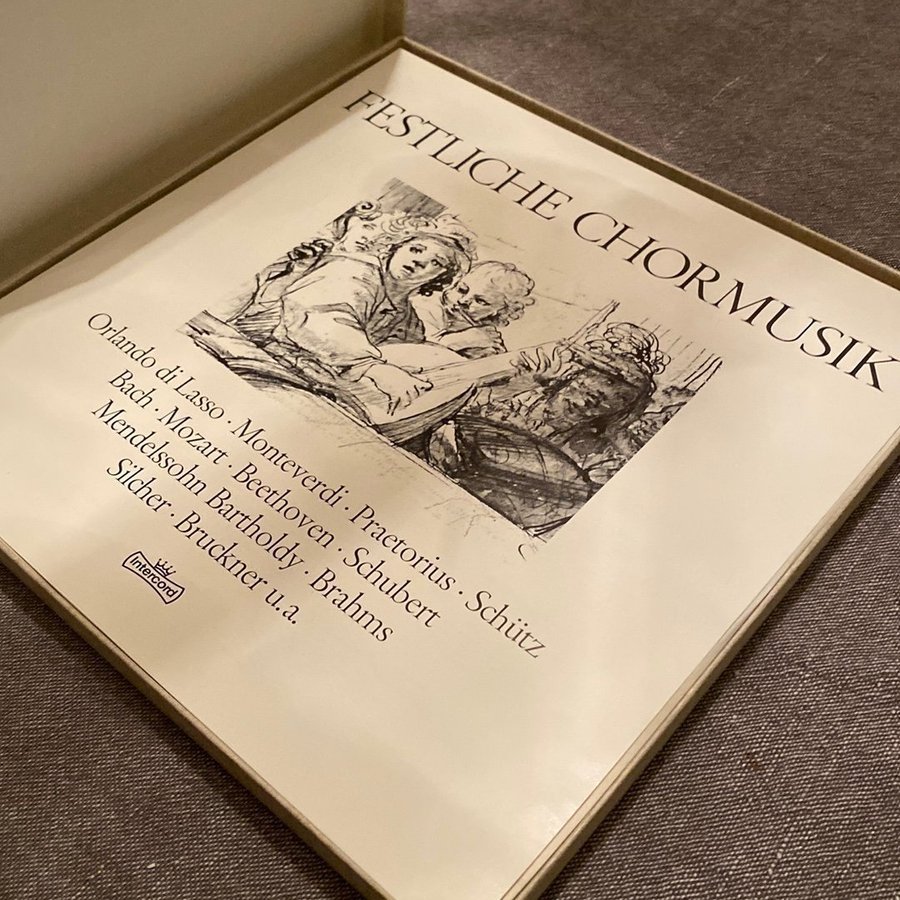 FESTLICHE CHORMUSIK
Orlando di Lasso · Monteverdi · Praetorius · Schütz
Bach · Mozart · Beethoven · Schubert
Mendelssohn Bartholdy · Brahms
Silcher · Bruckner u.a.
Intercord